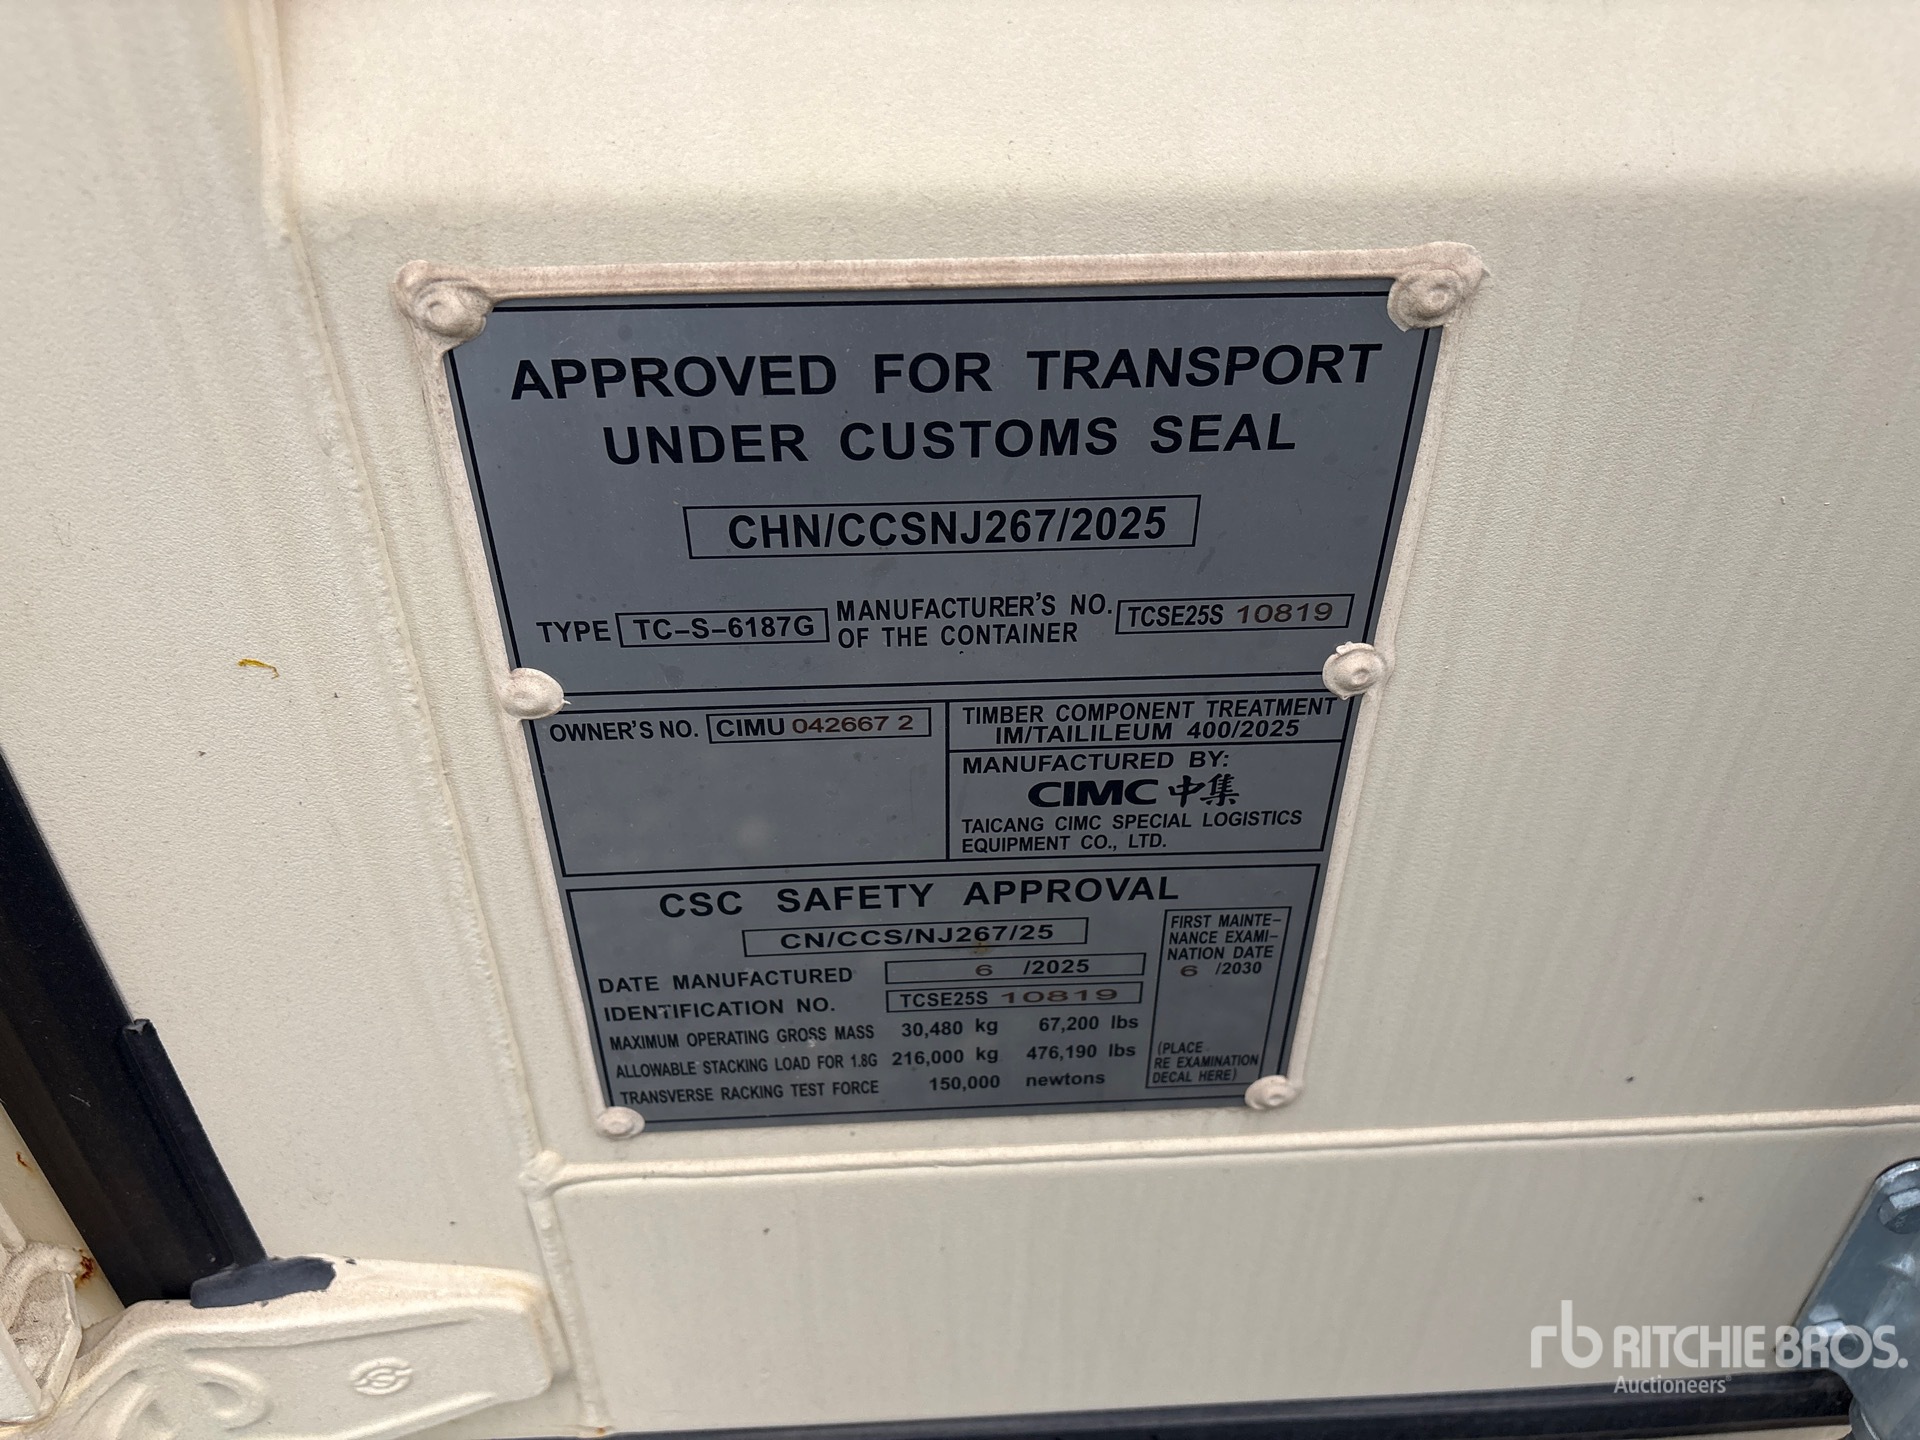 APPROVED FOR TRANSPORT
UNDER CUSTOMS SEAL
CHN/CCSNJ267/2025
TYPE TC-S-6187G MANUFACTURER'S NO. OF THE CONTAINER TCSE25S 10819
OWNER'S NO. CIMU 042667 2
TIMBER COMPONENT TREATMENT
IM/TAILILEUM 400/2025
MANUFACTURED BY:
CIMC 中集
TAICANG CIMC SPECIAL LOGISTICS
EQUIPMENT CO., LTD.
CSC SAFETY APPROVAL
CN/CCS/NJ267/25
DATE MANUFACTURED 6 /2025
IDENTIFICATION NO. TCSE25S 10819
MAXIMUM OPERATING GROSS MASS 30,480 kg 67,200 lbs
ALLOWABLE STACKING LOAD FOR 1.8G 216,000 kg 476,190 lbs
TRANSVERSE RACKING TEST FORCE 150,000 newtons
FIRST MAINTE-
NANCE EXAMI-
NATION DATE
6 /2030
(PLACE
RE EXAMINATION
DECAL HERE)
rb RITCHIE BROS.
Auctioneers